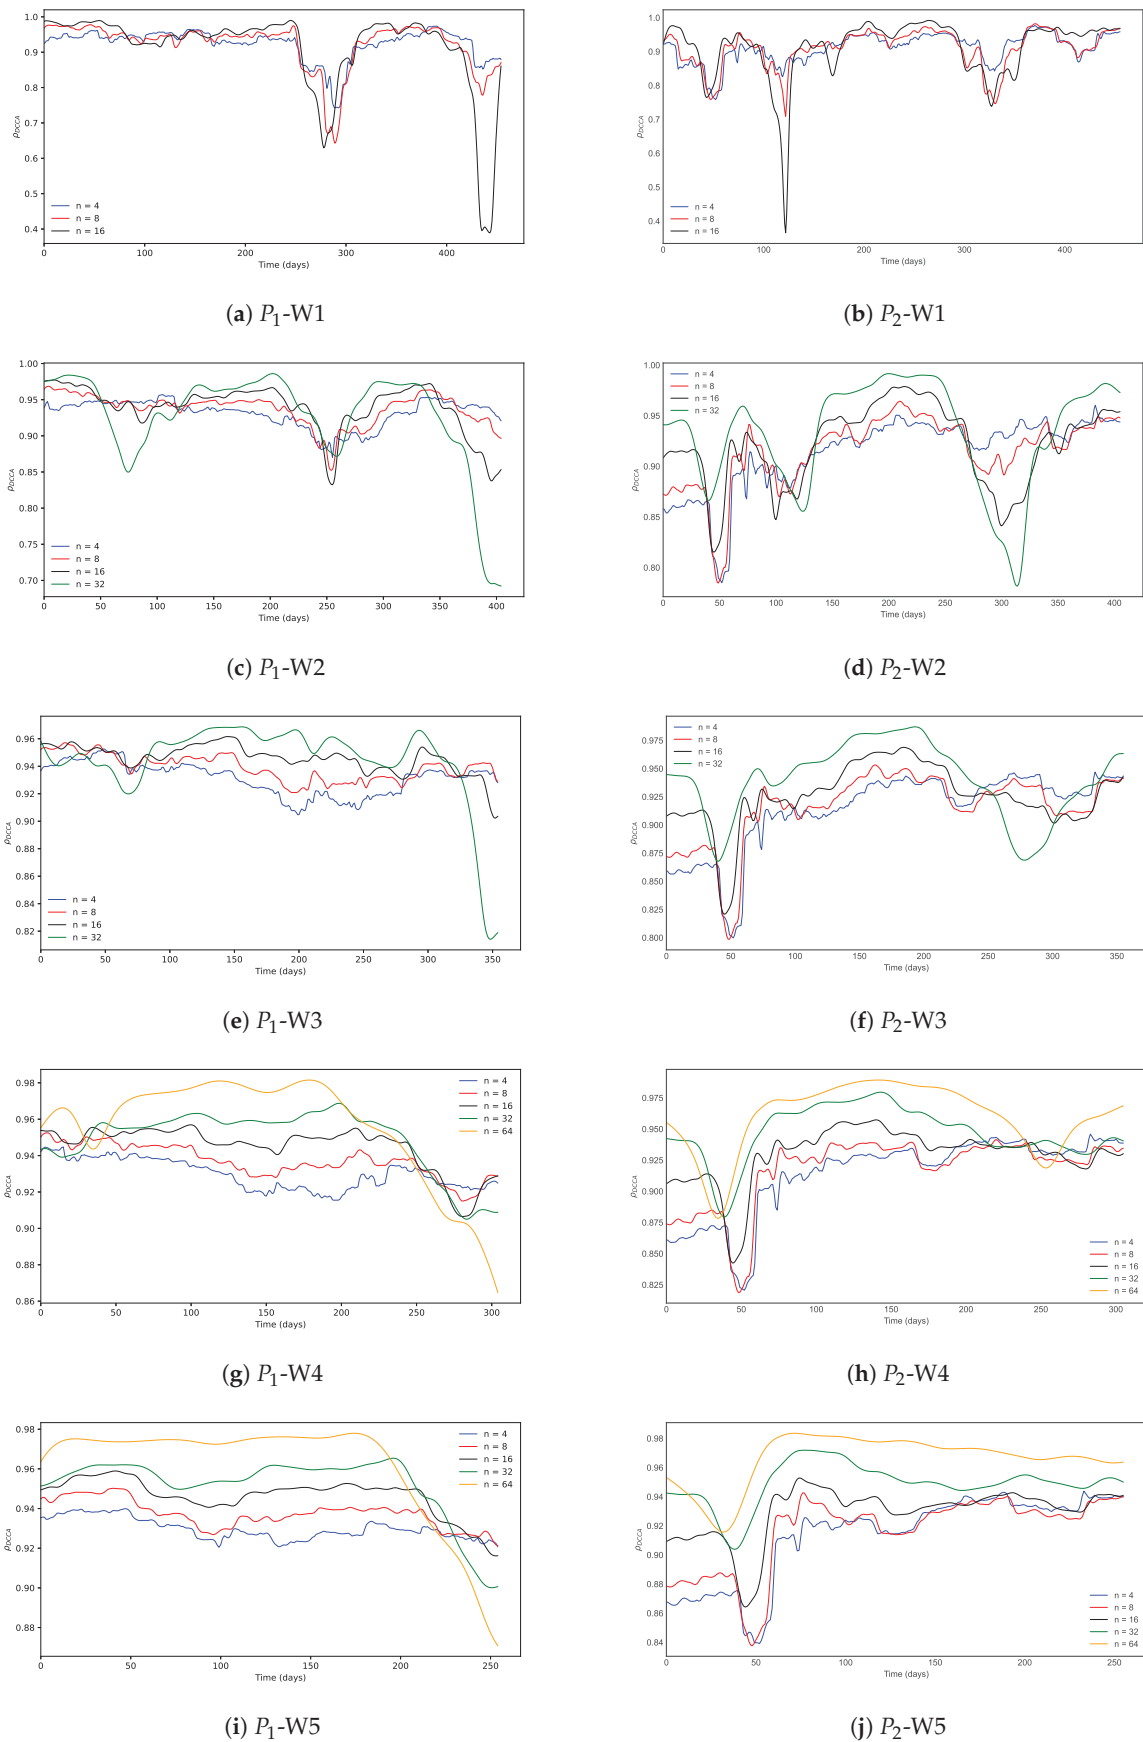 1.0
0.9
0.8
0.7
0.6
0.5
0.4
ρDCCA
n = 4
n = 8
n = 16
0 100 200 300 400
Time (days)
(a) P1-W1
1.0
0.9
0.8
0.7
0.6
0.5
0.4
ρDCCA
n = 4
n = 8
n = 16
0 100 200 300 400
Time (days)
(b) P2-W1
1.00
0.95
0.90
0.85
0.80
0.75
0.70
ρDCCA
n = 4
n = 8
n = 16
n = 32
0 50 100 150 200 250 300 350 400
Time (days)
(c) P1-W2
1.00
0.95
0.90
0.85
0.80
ρDCCA
n = 4
n = 8
n = 16
n = 32
0 50 100 150 200 250 300 350 400
Time (days)
(d) P2-W2
0.96
0.94
0.92
0.90
0.88
0.86
0.84
0.82
ρDCCA
n = 4
n = 8
n = 16
n = 32
0 50 100 150 200 250 300 350
Time (days)
(e) P1-W3
0.975
0.950
0.925
0.900
0.875
0.850
0.825
0.800
ρDCCA
n = 4
n = 8
n = 16
n = 32
0 50 100 150 200 250 300 350
Time (days)
(f) P2-W3
0.98
0.96
0.94
0.92
0.90
0.88
0.86
ρDCCA
n = 4
n = 8
n = 16
n = 32
n = 64
0 50 100 150 200 250 300
Time (days)
(g) P1-W4
0.975
0.950
0.925
0.900
0.875
0.850
0.825
ρDCCA
n = 4
n = 8
n = 16
n = 32
n = 64
0 50 100 150 200 250 300
Time (days)
(h) P2-W4
0.98
0.96
0.94
0.92
0.90
0.88
ρDCCA
n = 4
n = 8
n = 16
n = 32
n = 64
0 50 100 150 200 250
Time (days)
(i) P1-W5
0.98
0.96
0.94
0.92
0.90
0.88
0.86
0.84
ρDCCA
n = 4
n = 8
n = 16
n = 32
n = 64
0 50 100 150 200 250
Time (days)
(j) P2-W5